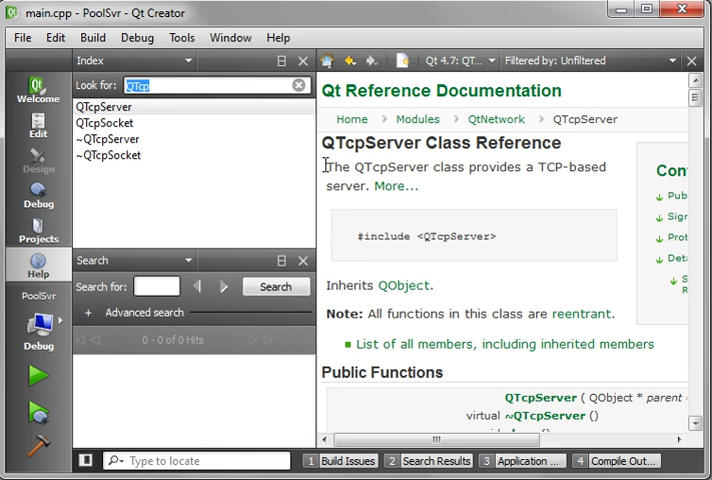 main.cpp - PoolSvr - Qt Creator
File Edit Build Debug Tools Window Help
Welcome
Edit
Design
Debug
Projects
Help
PoolSvr
Debug
Index
Look for: QTcp
QTcpServer
QTcpSocket
~QTcpServer
~QTcpSocket
Search
Search for: Search
+ Advanced search
0 - 0 of 0 Hits
Qt 4.7: QT... Filtered by: Unfiltered
Qt Reference Documentation
Home Modules QtNetwork QTcpServer
QTcpServer Class Reference
The QTcpServer class provides a TCP-based
server. More...
#include <QTcpServer>
Inherits QObject.
Note: All functions in this class are reentrant.
List of all members, including inherited members
Public Functions
QTcpServer ( QObject * parent =
virtual ~QTcpServer ()
Con
Pub
Sign
Prot
Deta
S
R
Type to locate
1 Build Issues 2 Search Results 3 Application ... 4 Compile Out...